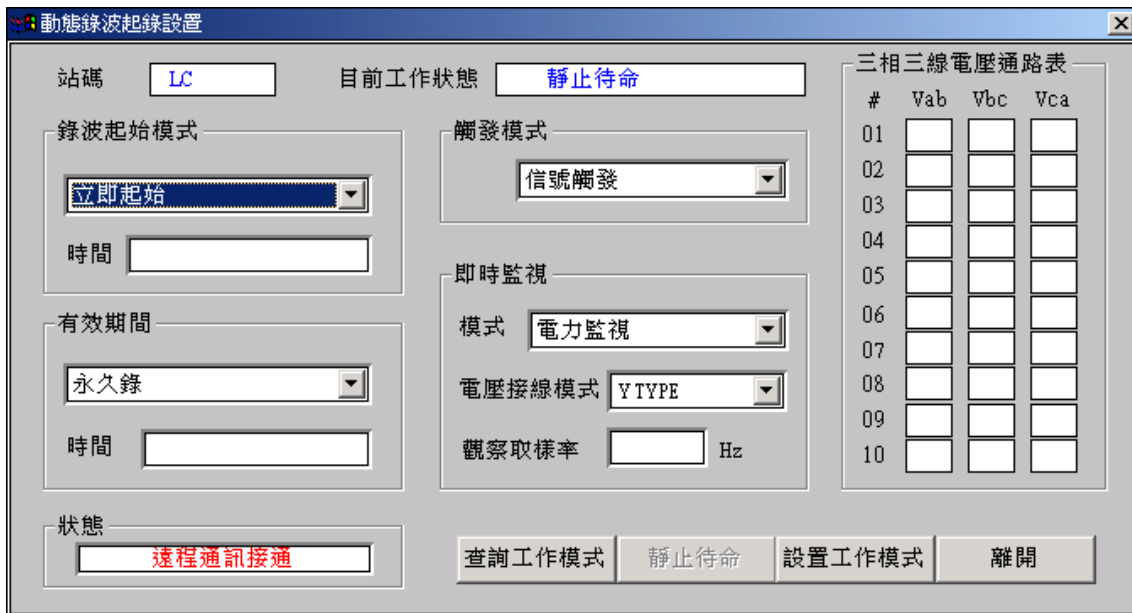 動態錄波起錄設置
站碼 LC 目前工作狀態 靜止待命
錄波起始模式
立即起始
時間
有效期間
永久錄
時間
狀態
遠程通訊接通
觸發模式
信號觸發
即時監視
模式 電力監視
電壓接線模式 Y TYPE
觀察取樣率 Hz
三相三線電壓通路表
# Vab Vbc Vca
01
02
03
04
05
06
07
08
09
10
查詢工作模式 靜止待命 設置工作模式 離開